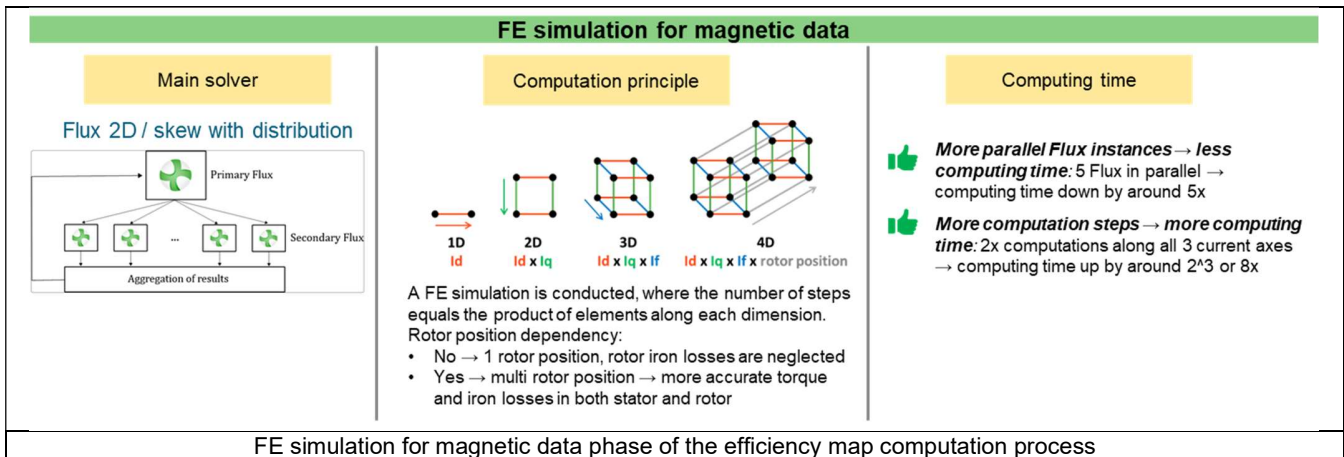 FE simulation for magnetic data
Main solver
Flux 2D / skew with distribution
Primary Flux
...
Secondary Flux
Aggregation of results
Computation principle
1D
2D
3D
4D
Id
Id x Iq
Id x Iq x If
Id x Iq x If x rotor position
A FE simulation is conducted, where the number of steps
equals the product of elements along each dimension.
Rotor position dependency:
• No → 1 rotor position, rotor iron losses are neglected
• Yes → multi rotor position → more accurate torque
and iron losses in both stator and rotor
Computing time
More parallel Flux instances → less
computing time: 5 Flux in parallel →
computing time down by around 5x
More computation steps → more computing
time: 2x computations along all 3 current axes
→ computing time up by around 2^3 or 8x
FE simulation for magnetic data phase of the efficiency map computation process